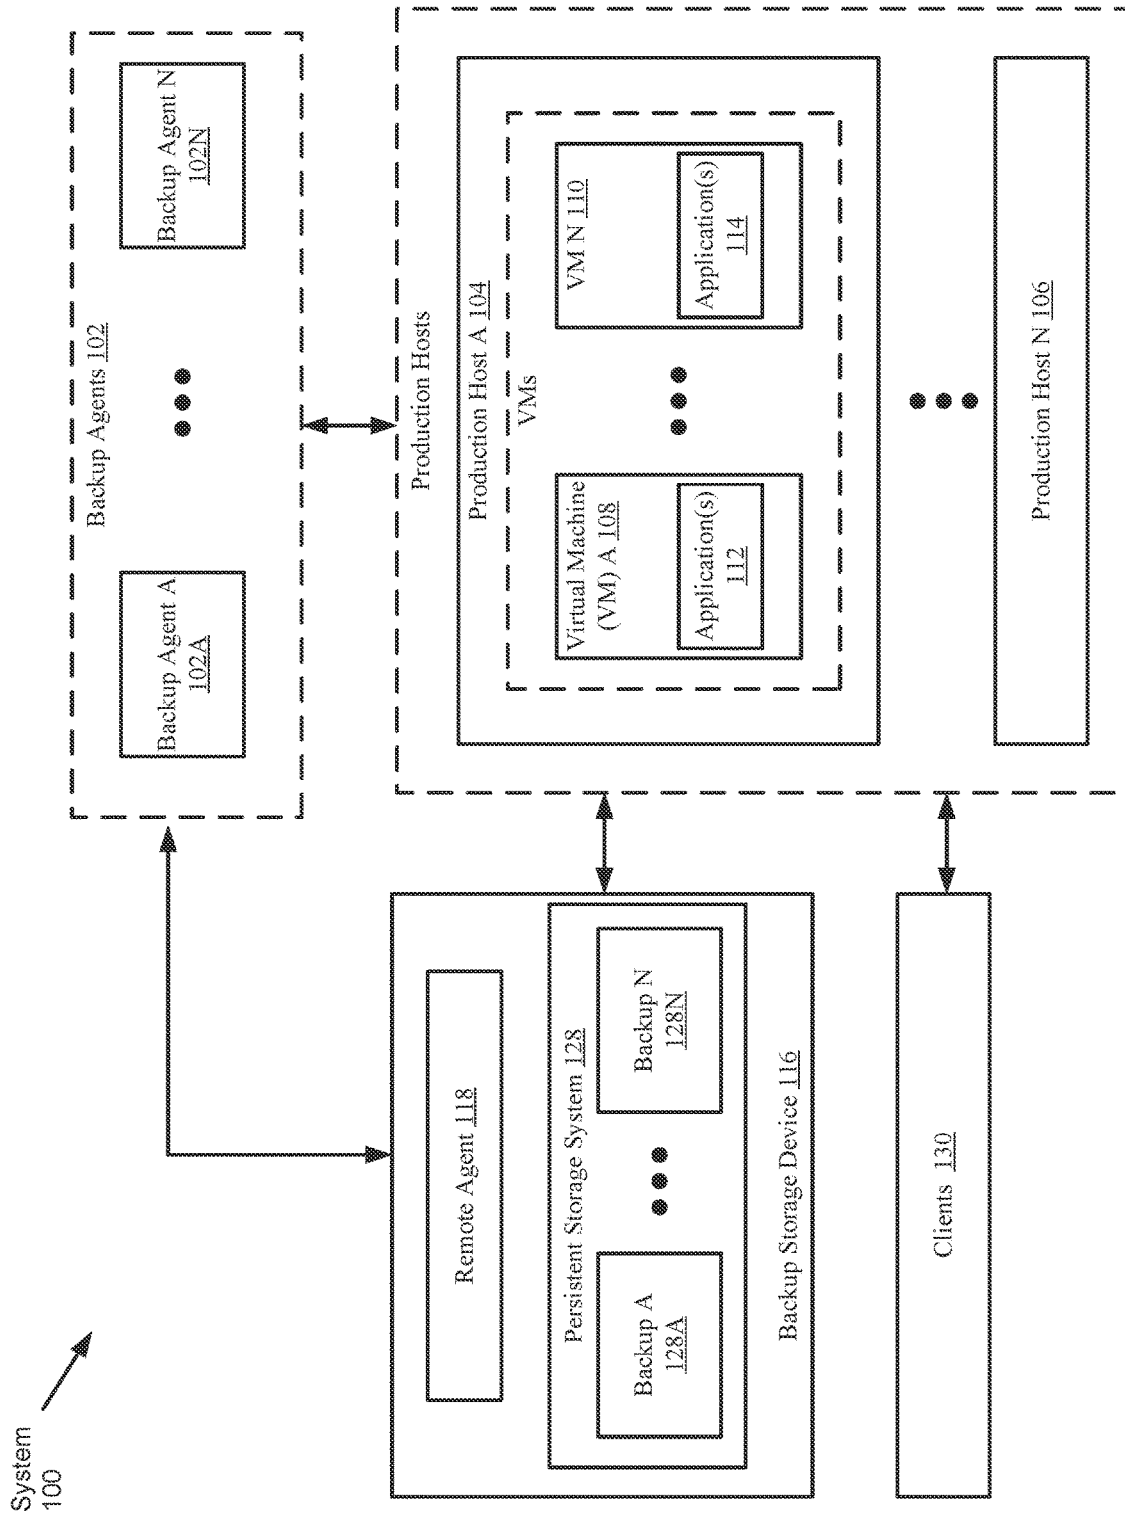 System
100
Backup Agents 102
Backup Agent A
102A
Backup Agent N
102N
Remote Agent 118
Persistent Storage System 128
Backup A
128A
Backup N
128N
Backup Storage Device 116
Clients 130
Production Hosts
Production Host A 104
VMs
Virtual Machine
(VM) A 108
Application(s)
112
VM N 110
Application(s)
114
Production Host N 106